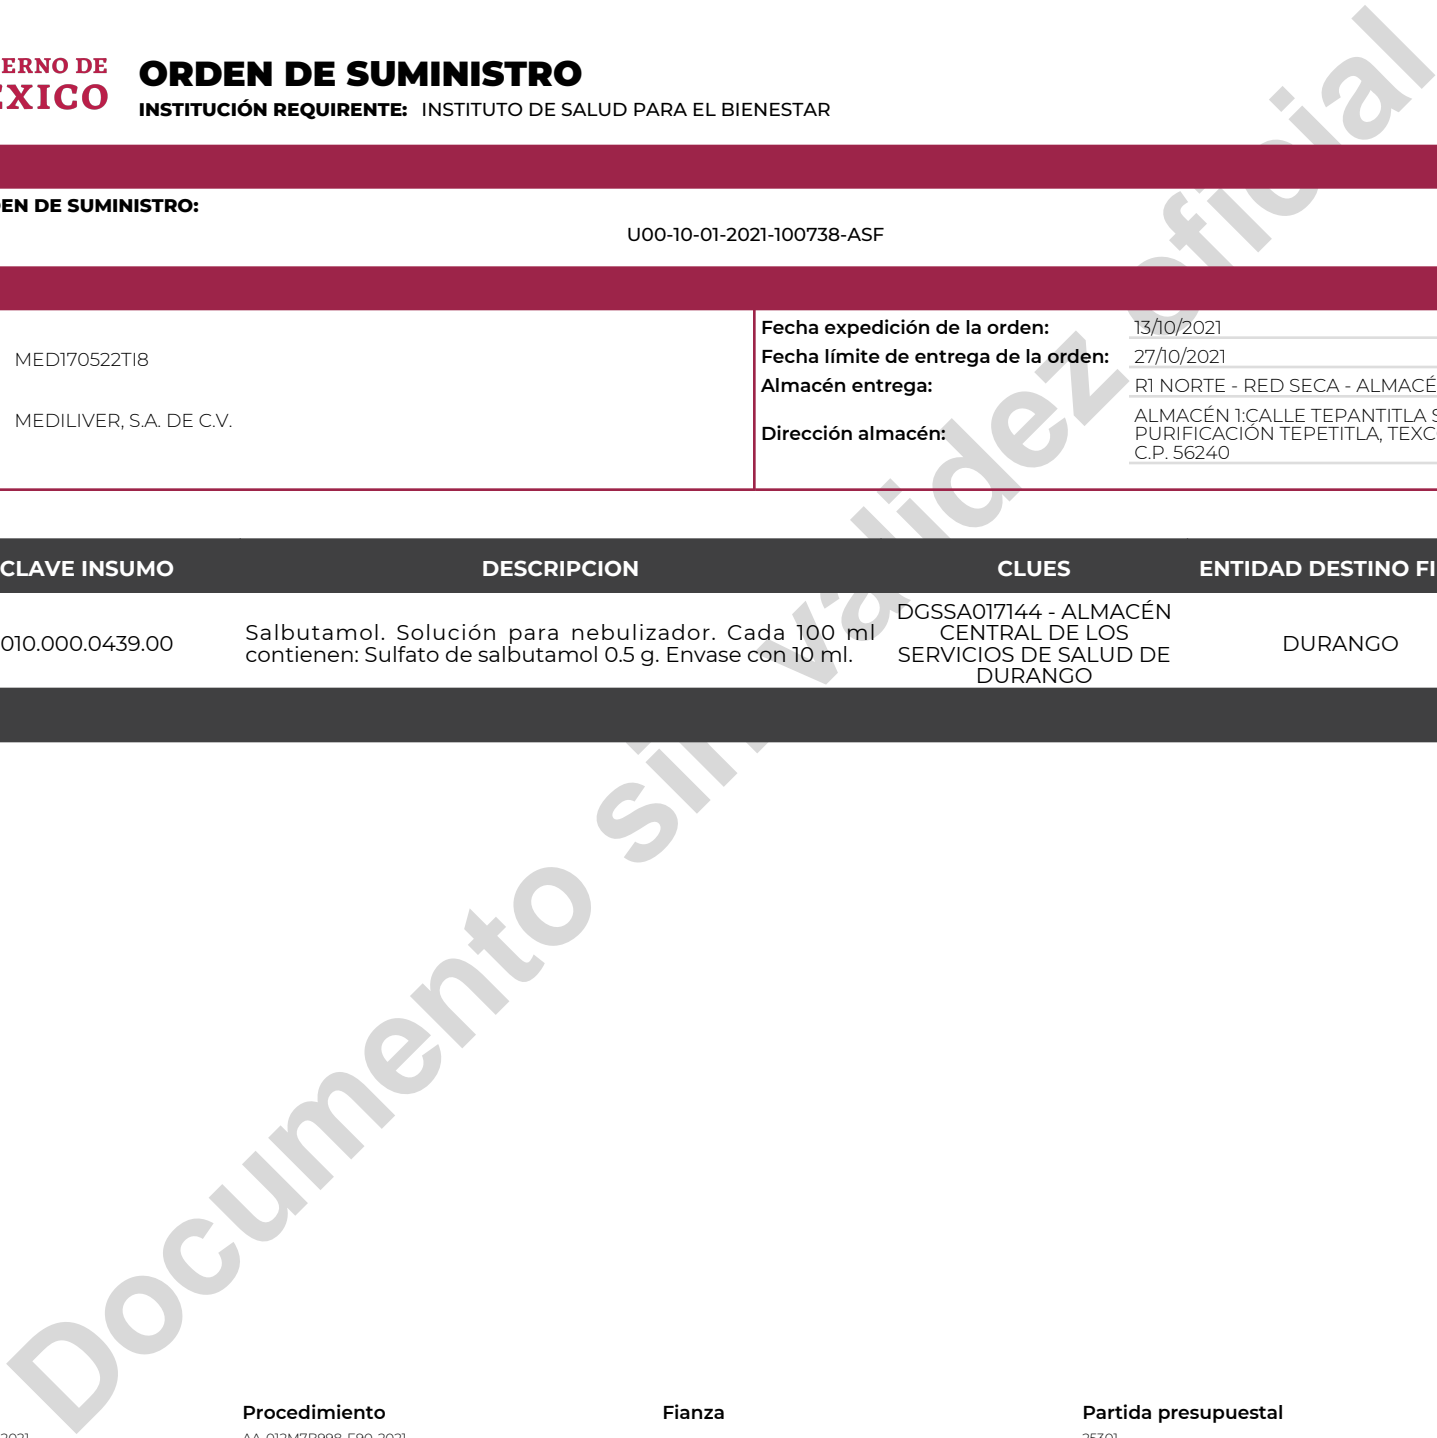 ERNO DE
ORDEN DE SUMINISTRO
EXICO
INSTITUCIÓN REQUIRENTE: INSTITUTO DE SALUD PARA EL BIENESTAR
EN DE SUMINISTRO:
U00-10-01-2021-100738-ASF
MED170522TI8
MEDILIVER, S.A. DE C.V.
Fecha expedición de la orden: 13/10/2021
Fecha límite de entrega de la orden: 27/10/2021
Almacén entrega: R1 NORTE - RED SECA - ALMACÉ
Dirección almacén: ALMACÉN 1:CALLE TEPANTITLA S
PURIFICACIÓN TEPETITLA, TEXC
C.P. 56240
CLAVE INSUMO DESCRIPCION CLUES ENTIDAD DESTINO FI
010.000.0439.00
Salbutamol. Solución para nebulizador. Cada 100 ml
contienen: Sulfato de salbutamol 0.5 g. Envase con 10 ml.
DGSSA017144 - ALMACÉN
CENTRAL DE LOS
SERVICIOS DE SALUD DE
DURANGO
DURANGO
Documento sin validez oficial
Procedimiento Fianza Partida presupuestal